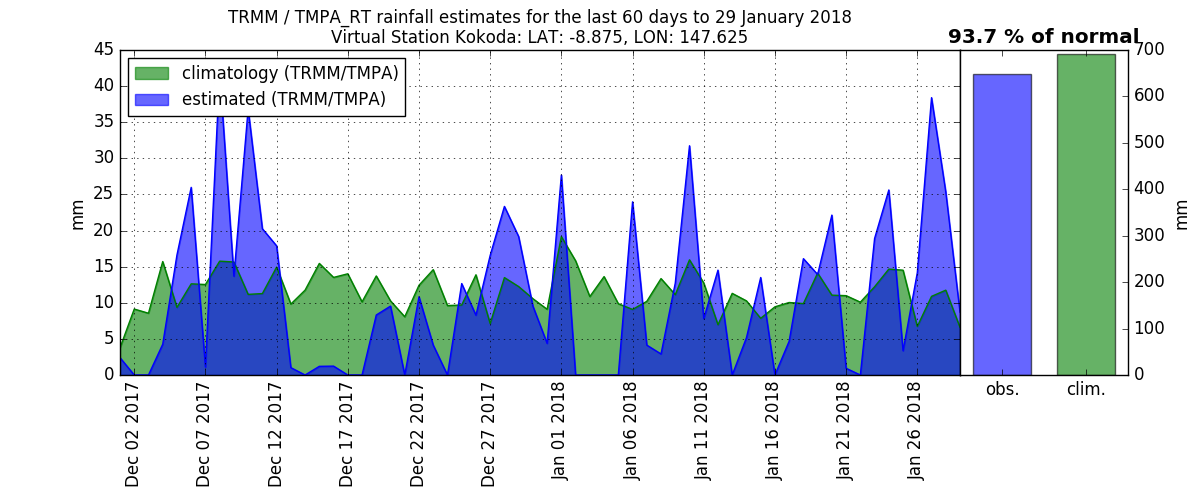 TRMM / TMPA_RT rainfall estimates for the last 60 days to 29 January 2018
Virtual Station Kokoda: LAT: -8.875, LON: 147.625
93.7 % of normal
climatology (TRMM/TMPA)
estimated (TRMM/TMPA)
45
40
35
30
25
20
15
10
5
0
mm
Dec 02 2017
Dec 07 2017
Dec 12 2017
Dec 17 2017
Dec 22 2017
Dec 27 2017
Jan 01 2018
Jan 06 2018
Jan 11 2018
Jan 16 2018
Jan 21 2018
Jan 26 2018
obs.
clim.
700
600
500
400
300
200
100
0
mm